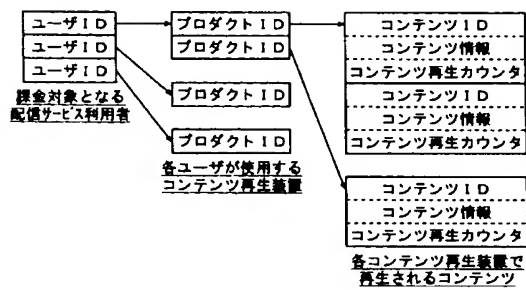 ユーザID
ユーザID
ユーザID
課金対象となる
配信サービス利用者
プロダクトID
プロダクトID
プロダクトID
プロダクトID
各ユーザが使用する
コンテンツ再生装置
コンテンツID
コンテンツ情報
コンテンツ再生カウンタ
コンテンツID
コンテンツ情報
コンテンツ再生カウンタ
コンテンツID
コンテンツ情報
コンテンツ再生カウンタ
各コンテンツ再生装置で
再生されるコンテンツ